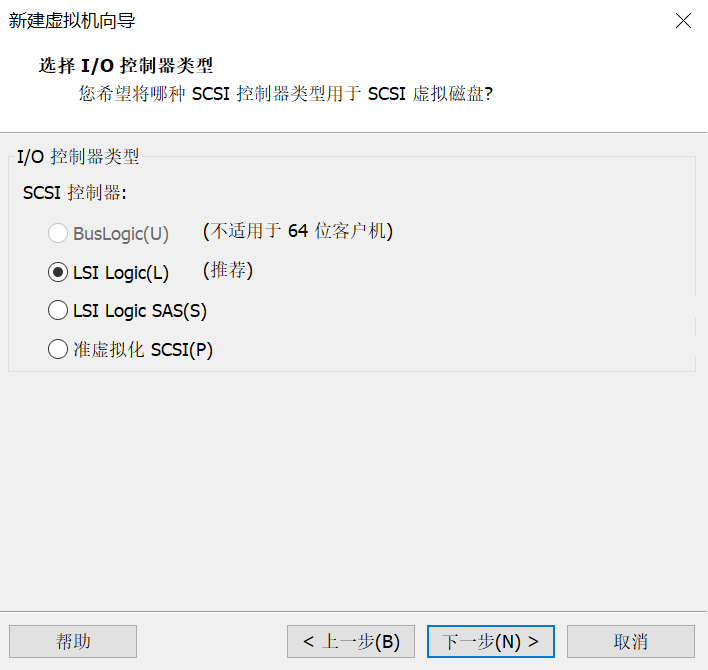 新建虚拟机向导
选择 I/O 控制器类型
您希望将哪种 SCSI 控制器类型用于 SCSI 虚拟磁盘?
I/O 控制器类型
SCSI 控制器:
BusLogic(U) (不适用于 64 位客户机)
LSI Logic(L) (推荐)
LSI Logic SAS(S)
准虚拟化 SCSI(P)
帮助 < 上一步(B) 下一步(N) > 取消